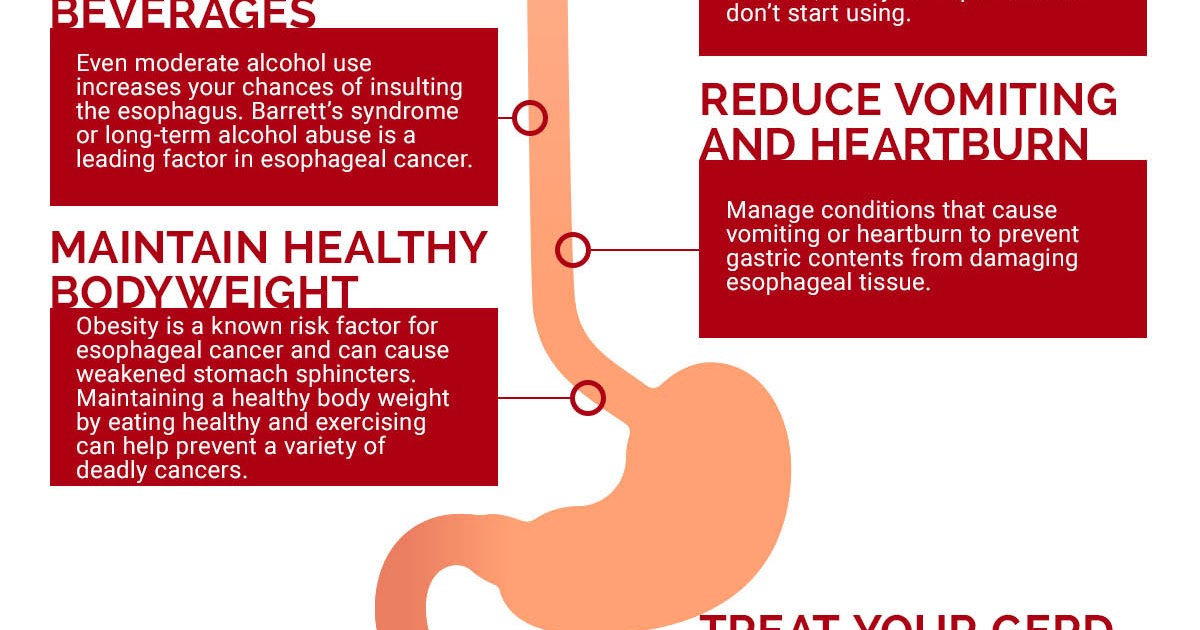 BEVERAGES
Even moderate alcohol use
increases your chances of insulting
the esophagus. Barrett’s syndrome
or long-term alcohol abuse is a
leading factor in esophageal cancer.
MAINTAIN HEALTHY
BODYWEIGHT
Obesity is a known risk factor for
esophageal cancer and can cause
weakened stomach sphincters.
Maintaining a healthy body weight
by eating healthy and exercising
can help prevent a variety of
deadly cancers.
don’t start using.
REDUCE VOMITING
AND HEARTBURN
Manage conditions that cause
vomiting or heartburn to prevent
gastric contents from damaging
esophageal tissue.
TREAT YOUR GERD